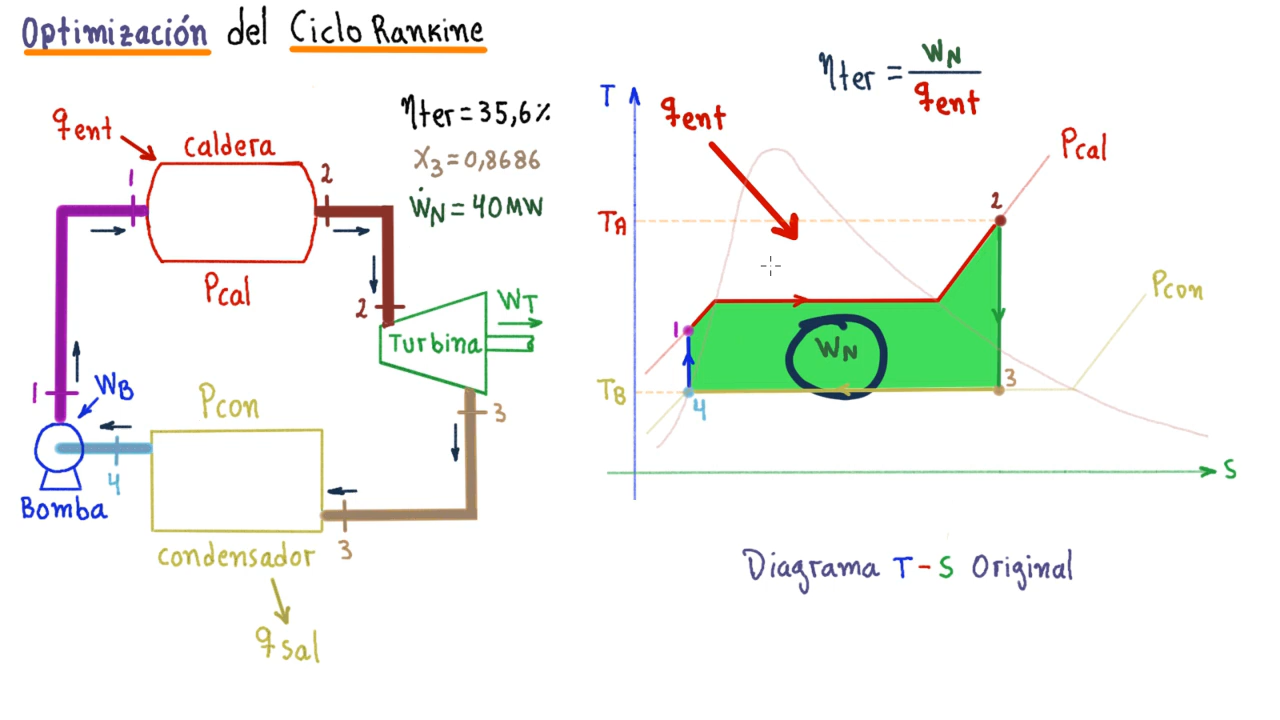 Optimización del Ciclo Rankine
qent
Caldera
1
2
Pcal
ηter = 35,6%
X3 = 0,8686
ẆN = 40MW
2
WT
Turbina
1
WB
Pcon
3
4
Bomba
3
Condensador
qsal
ηter = WN / qent
T
qent
Pcal
TA
2
Pcon
1
WN
TB
3
4
S
Diagrama T-S Original